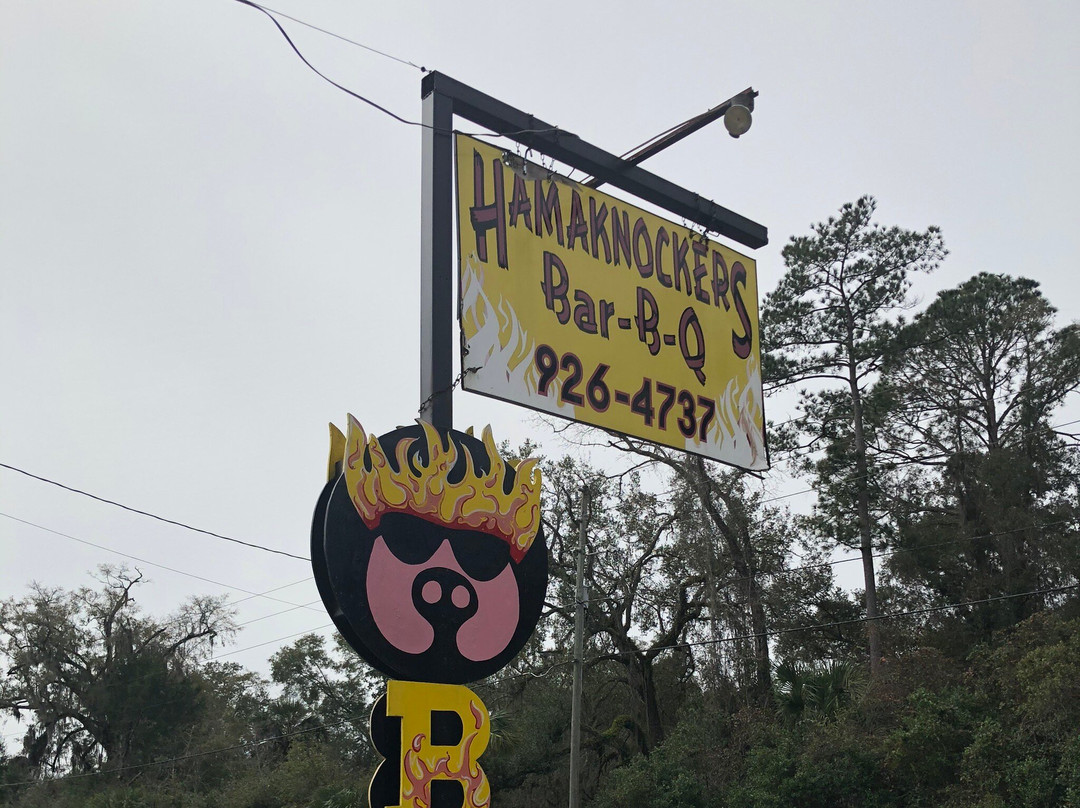 HAMAKNOCKERS
Bar-B-Q
926-4737
B